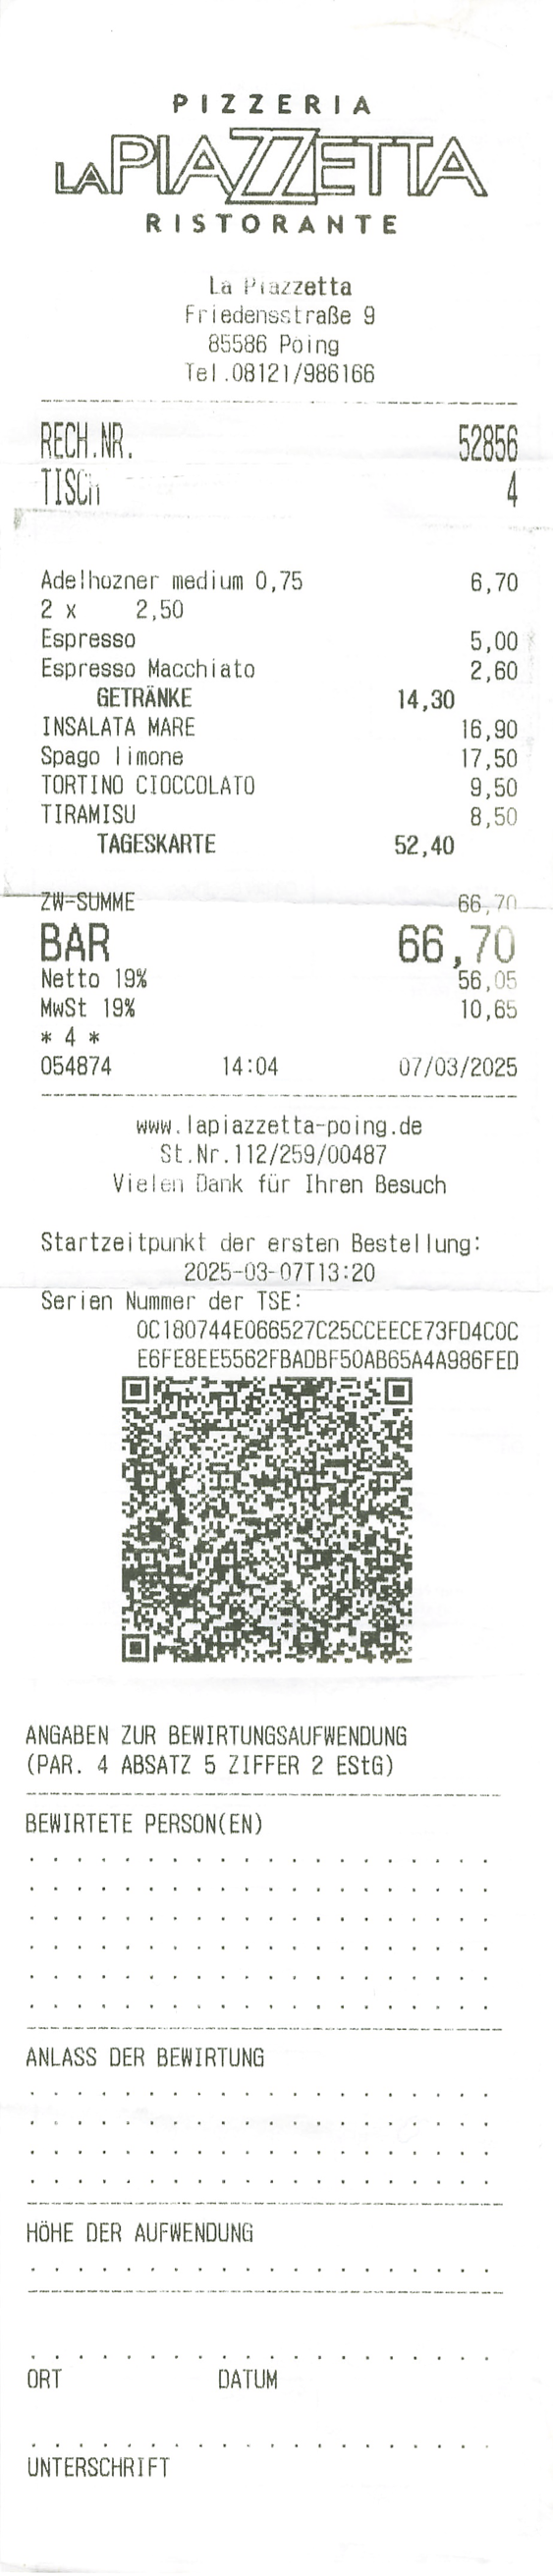 PIZZERIA
LA PIAZZETTA
RISTORANTE
La Piazzetta
Friedensstraße 9
85586 Poing
Tel.08121/986166
RECH.NR. 52856
TISCH 4
Adelhozner medium 0,75 6,70
2 x 2,50
Espresso 5,00
Espresso Macchiato 2,60
GETRÄNKE 14,30
INSALATA MARE 16,90
Spago limone 17,50
TORTINO CIOCCOLATO 9,50
TIRAMISU 8,50
TAGESKARTE 52,40
ZW-SUMME 66,70
BAR 66,70
Netto 19% 56,05
MwSt 19% 10,65
* 4 *
054874 14:04 07/03/2025
www.lapiazzetta-poing.de
St.Nr.112/259/00487
Vielen Dank für Ihren Besuch
Startzeitpunkt der ersten Bestellung:
2025-03-07T13:20
Serien Nummer der TSE:
0C180744E066527C25CCEECE73FD4C0C
E6FE8EE5562FBADBF50AB65A4A986FED
ANGABEN ZUR BEWIRTUNGSAUFWENDUNG
(PAR. 4 ABSATZ 5 ZIFFER 2 EStG)
BEWIRTETE PERSON(EN)
ANLASS DER BEWIRTUNG
HÖHE DER AUFWENDUNG
ORT DATUM
UNTERSCHRIFT